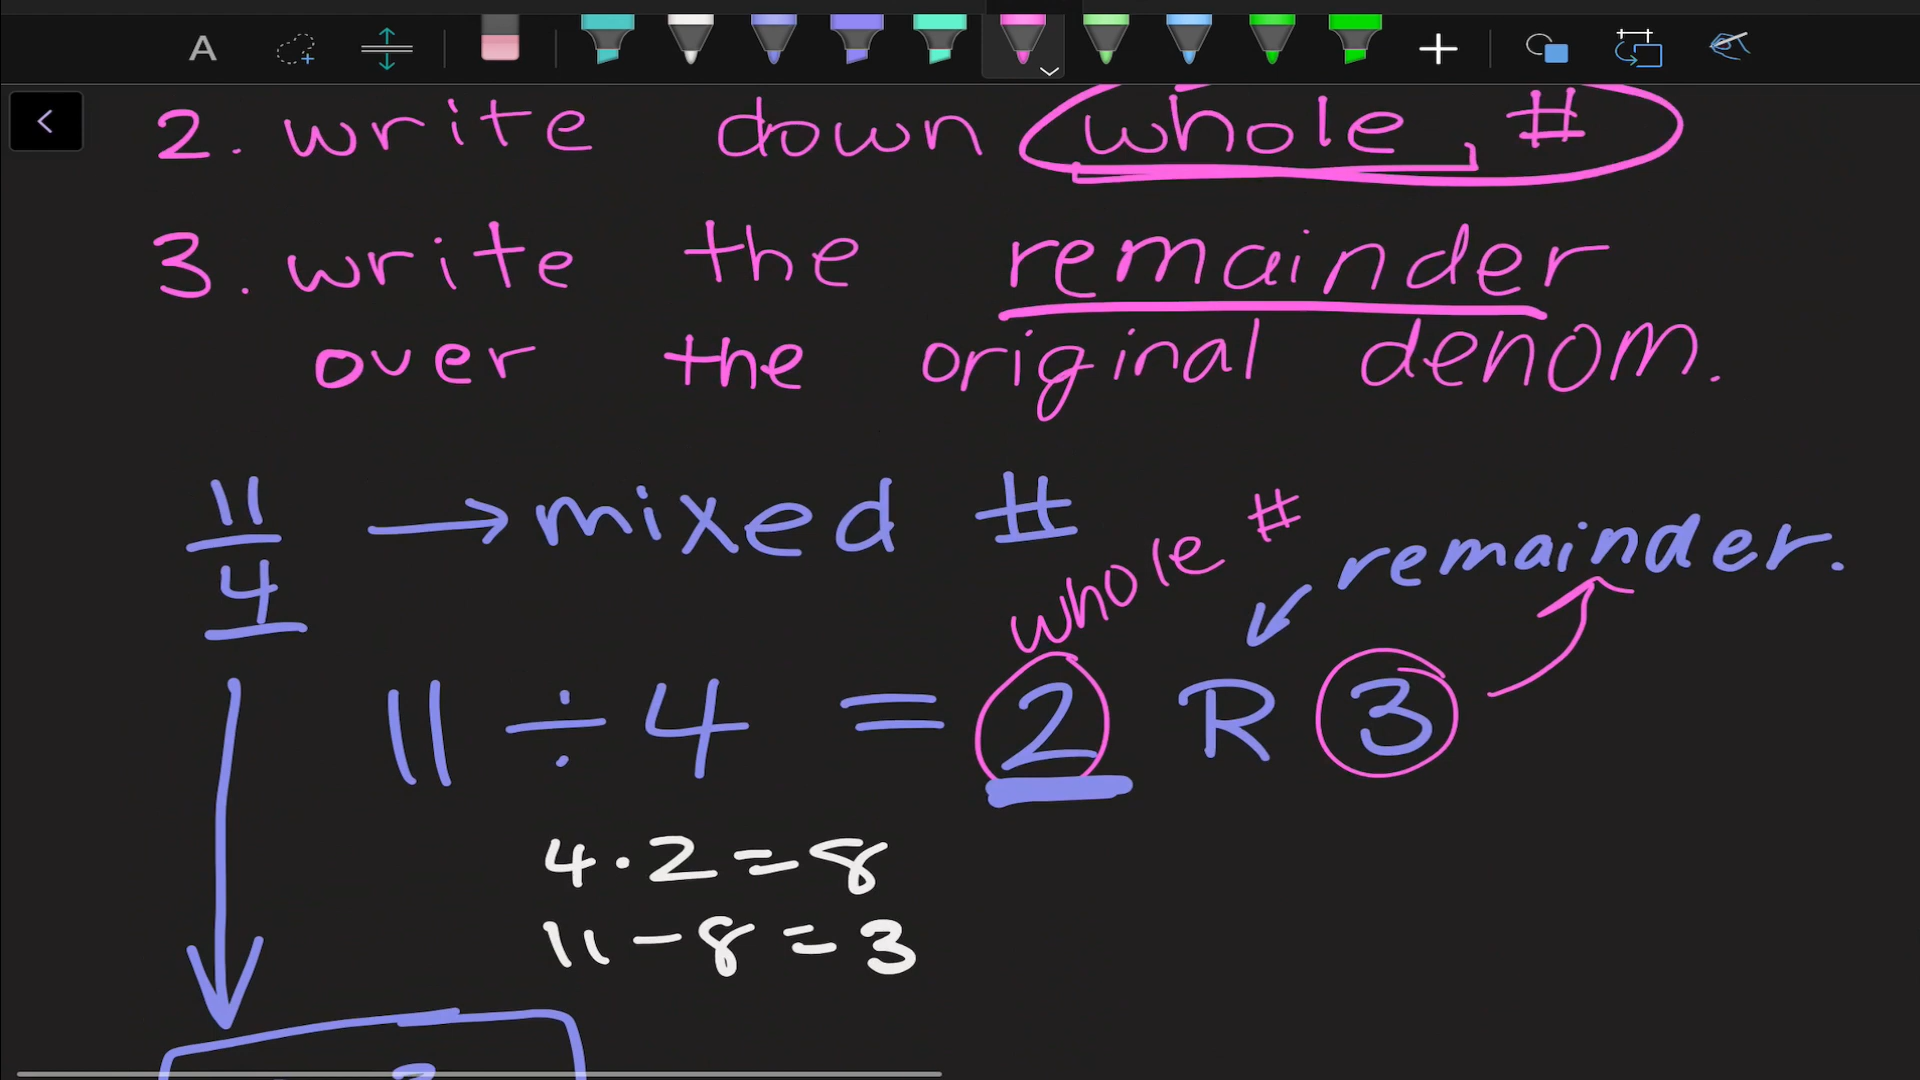 A
2. write down whole #
3. write the remainder
over the original denom.
11
4
→ mixed #
whole #
remainder.
11 ÷ 4 = 2 R 3
4 · 2 = 8
11 − 8 = 3